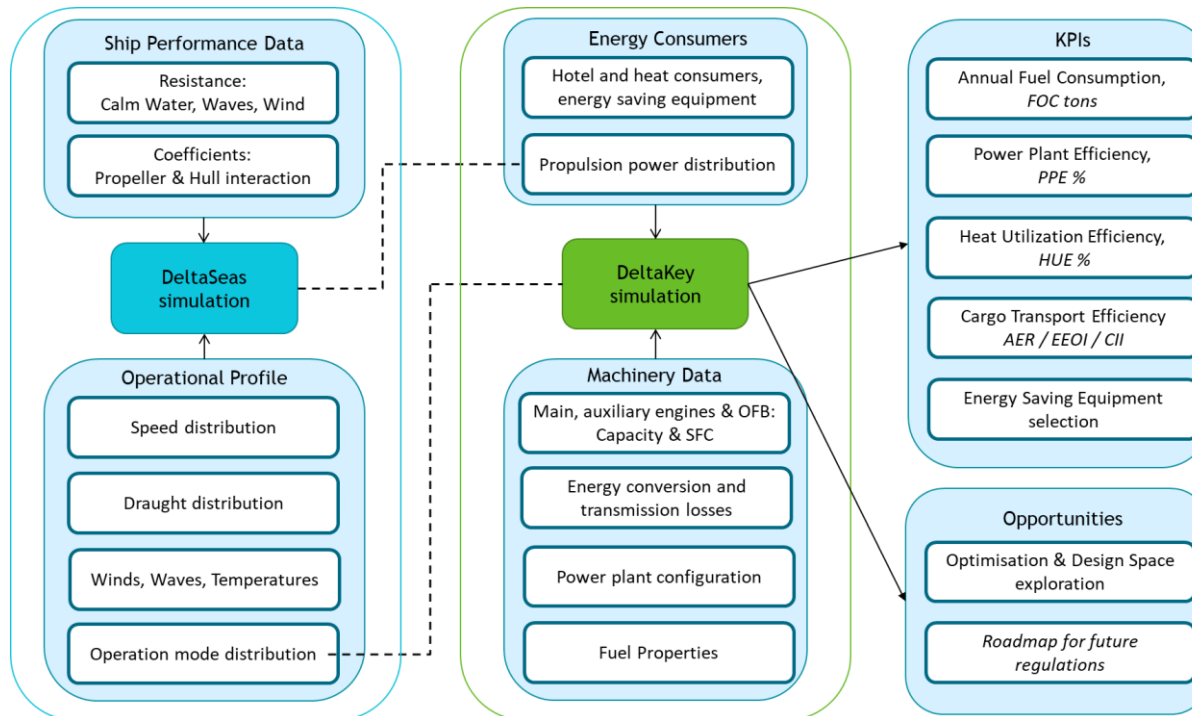 Ship Performance Data
Resistance:
Calm Water, Waves, Wind
Coefficients:
Propeller & Hull interaction
DeltaSeas
simulation
Operational Profile
Speed distribution
Draught distribution
Winds, Waves, Temperatures
Operation mode distribution
Energy Consumers
Hotel and heat consumers,
energy saving equipment
Propulsion power distribution
DeltaKey
simulation
Machinery Data
Main, auxiliary engines & OFB:
Capacity & SFC
Energy conversion and
transmission losses
Power plant configuration
Fuel Properties
KPIs
Annual Fuel Consumption,
FOC tons
Power Plant Efficiency,
PPE %
Heat Utilization Efficiency,
HUE %
Cargo Transport Efficiency
AER / EEOI / CII
Energy Saving Equipment
selection
Opportunities
Optimisation & Design Space
exploration
Roadmap for future
regulations